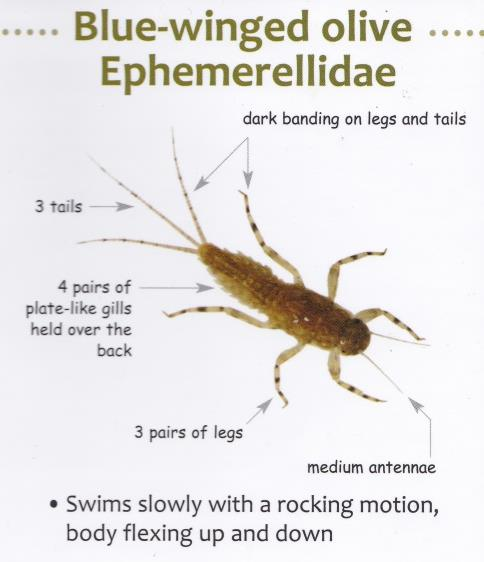 Blue-winged olive
Ephemerellidae
dark banding on legs and tails
3 tails
4 pairs of
plate-like gills
held over the
back
3 pairs of legs
medium antennae
• Swims slowly with a rocking motion,
body flexing up and down